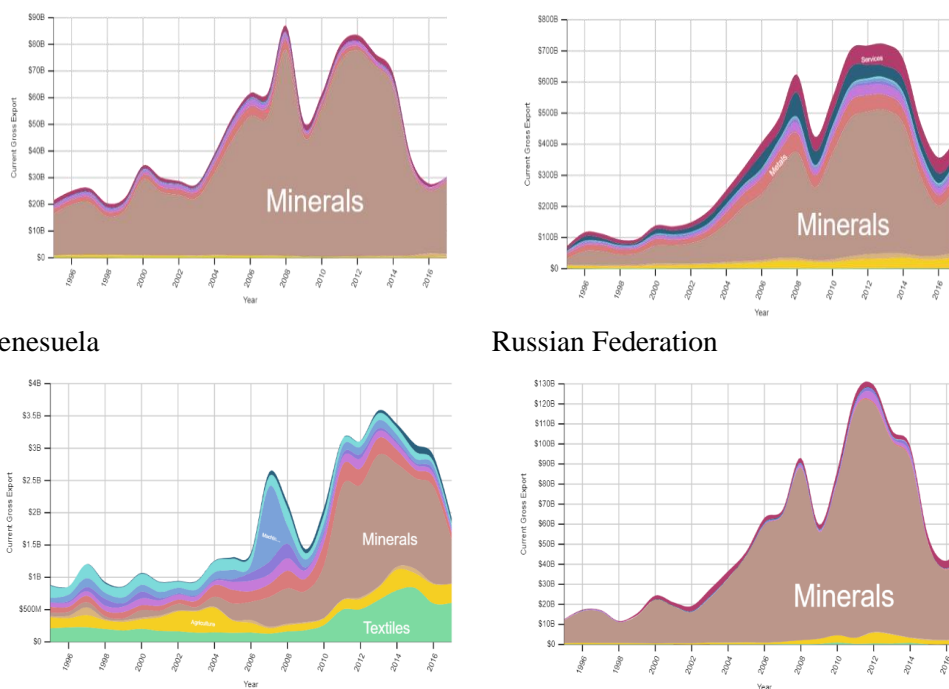 $90B
$80B
$70B
$60B
$50B
$40B
$30B
$20B
$10B
$0
Current Gross Export
Minerals
1996 1998 2000 2002 2004 2006 2008 2010 2012 2014 2016
Year
$800B
$700B
$600B
$500B
$400B
$300B
$200B
$100B
$0
Current Gross Export
Services
Metals
Minerals
1996 1998 2000 2002 2004 2006 2008 2010 2012 2014 2016
Year
enesuela
Russian Federation
$4B
$3.5B
$3B
$2.5B
$2B
$1.5B
$1B
$500M
$0
Current Gross Export
Minerals
Agriculture
Textiles
1996 1998 2000 2002 2004 2006 2008 2010 2012 2014 2016
Year
$130B
$120B
$110B
$100B
$90B
$80B
$70B
$60B
$50B
$40B
$30B
$20B
$10B
$0
Current Gross Export
Minerals
1996 1998 2000 2002 2004 2006 2008 2010 2012 2014 2016
Year